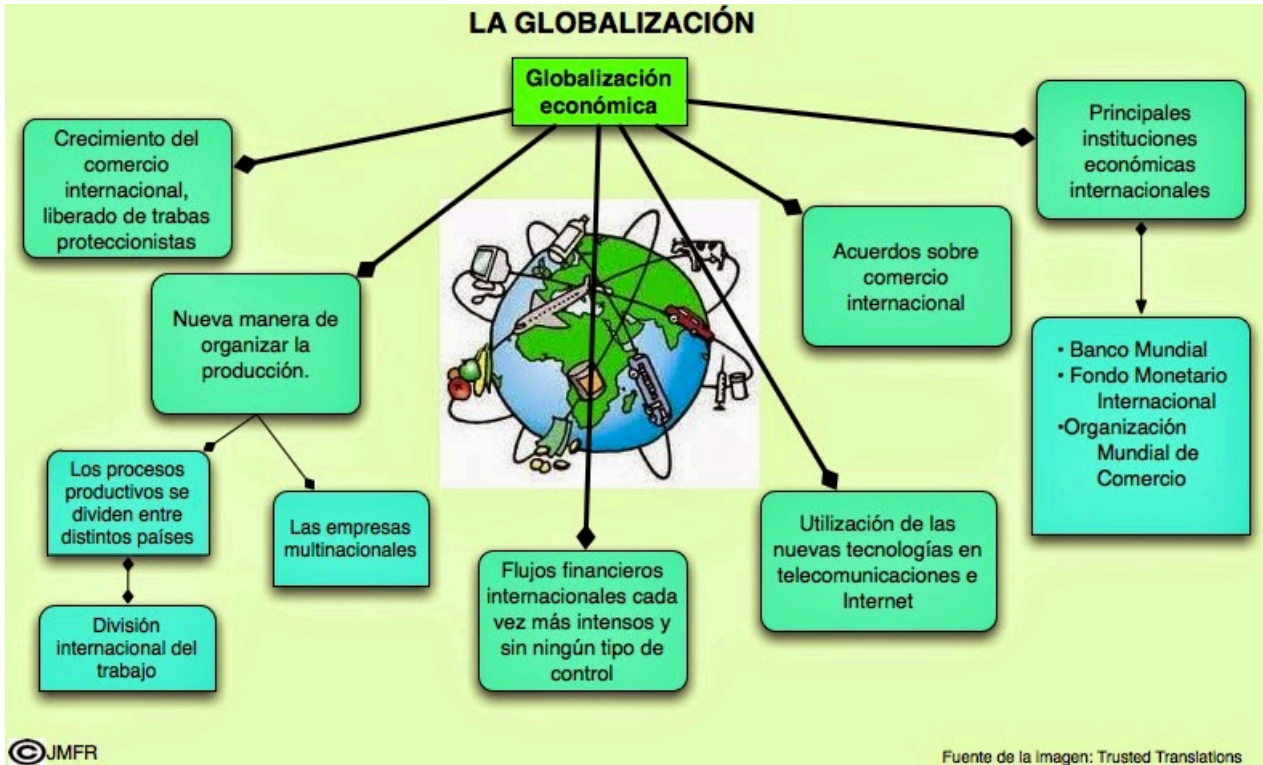 LA GLOBALIZACIÓN
Globalización
económica
Crecimiento del
comercio
internacional,
liberado de trabas
proteccionistas
Nueva manera de
organizar la
producción.
Los procesos
productivos se
dividen entre
distintos países
División
internacional del
trabajo
Las empresas
multinacionales
Flujos financieros
internacionales cada
vez más intensos y
sin ningún tipo de
control
Utilización de las
nuevas tecnologías en
telecomunicaciones e
Internet
Acuerdos sobre
comercio
internacional
Principales
instituciones
económicas
internacionales
• Banco Mundial
• Fondo Monetario
Internacional
•Organización
Mundial de
Comercio
©JMFR
Fuente de la imagen: Trusted Translations